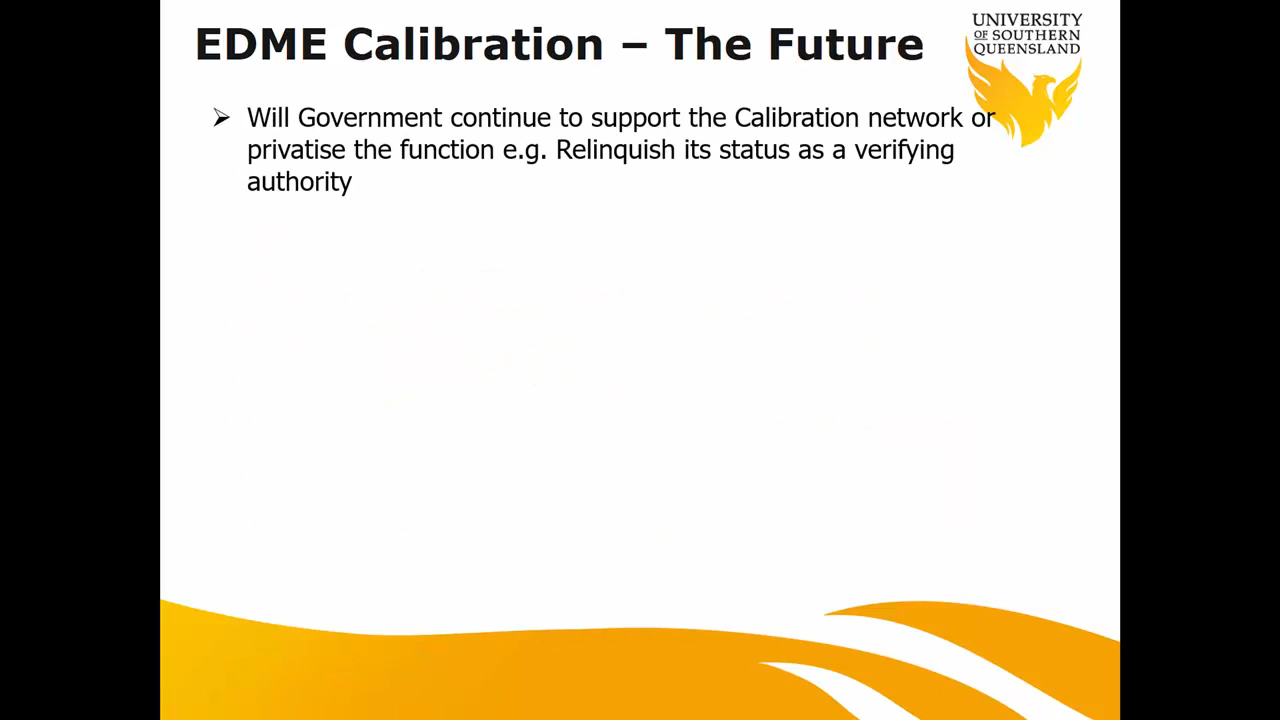 EDME Calibration – The Future
UNIVERSITY
OF SOUTHERN
QUEENSLAND
➢ Will Government continue to support the Calibration network or
privatise the function e.g. Relinquish its status as a verifying
authority